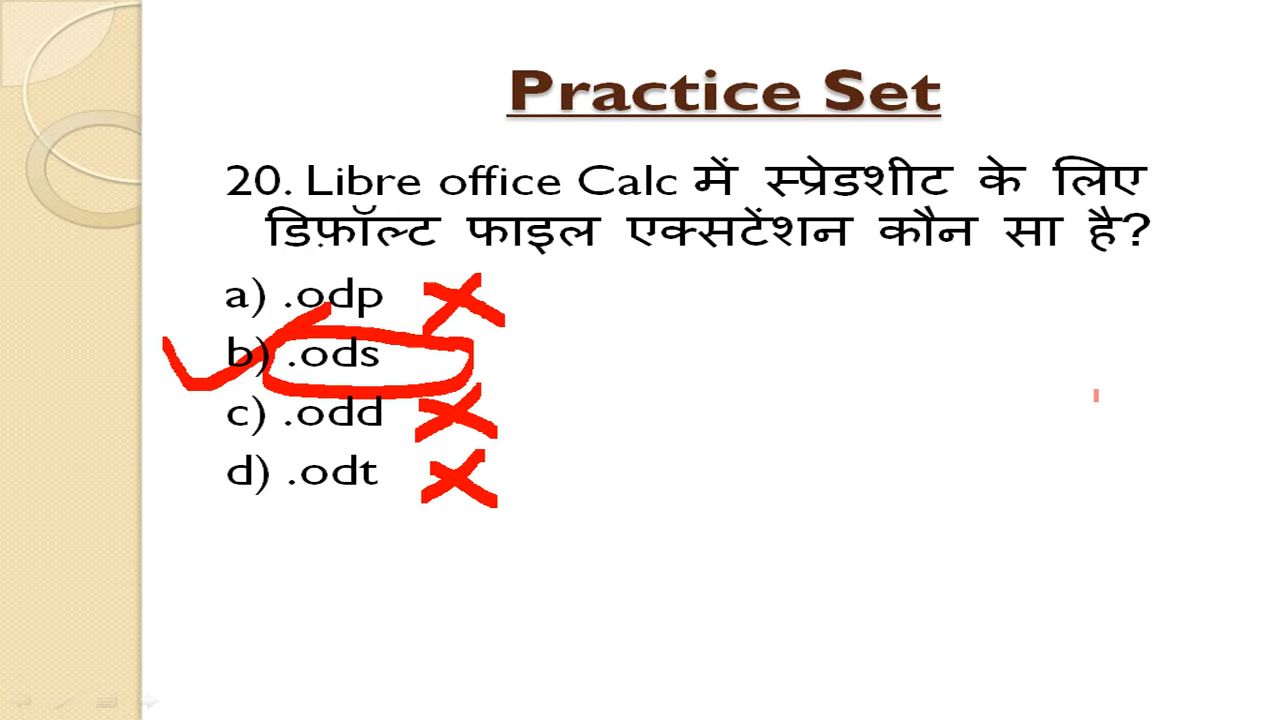 Practice Set
20. Libre office Calc में स्प्रेडशीट के लिए
डिफ़ॉल्ट फाइल एक्सटेंशन कौन सा है?
a) .odp
b) .ods
c) .odd
d) .odt